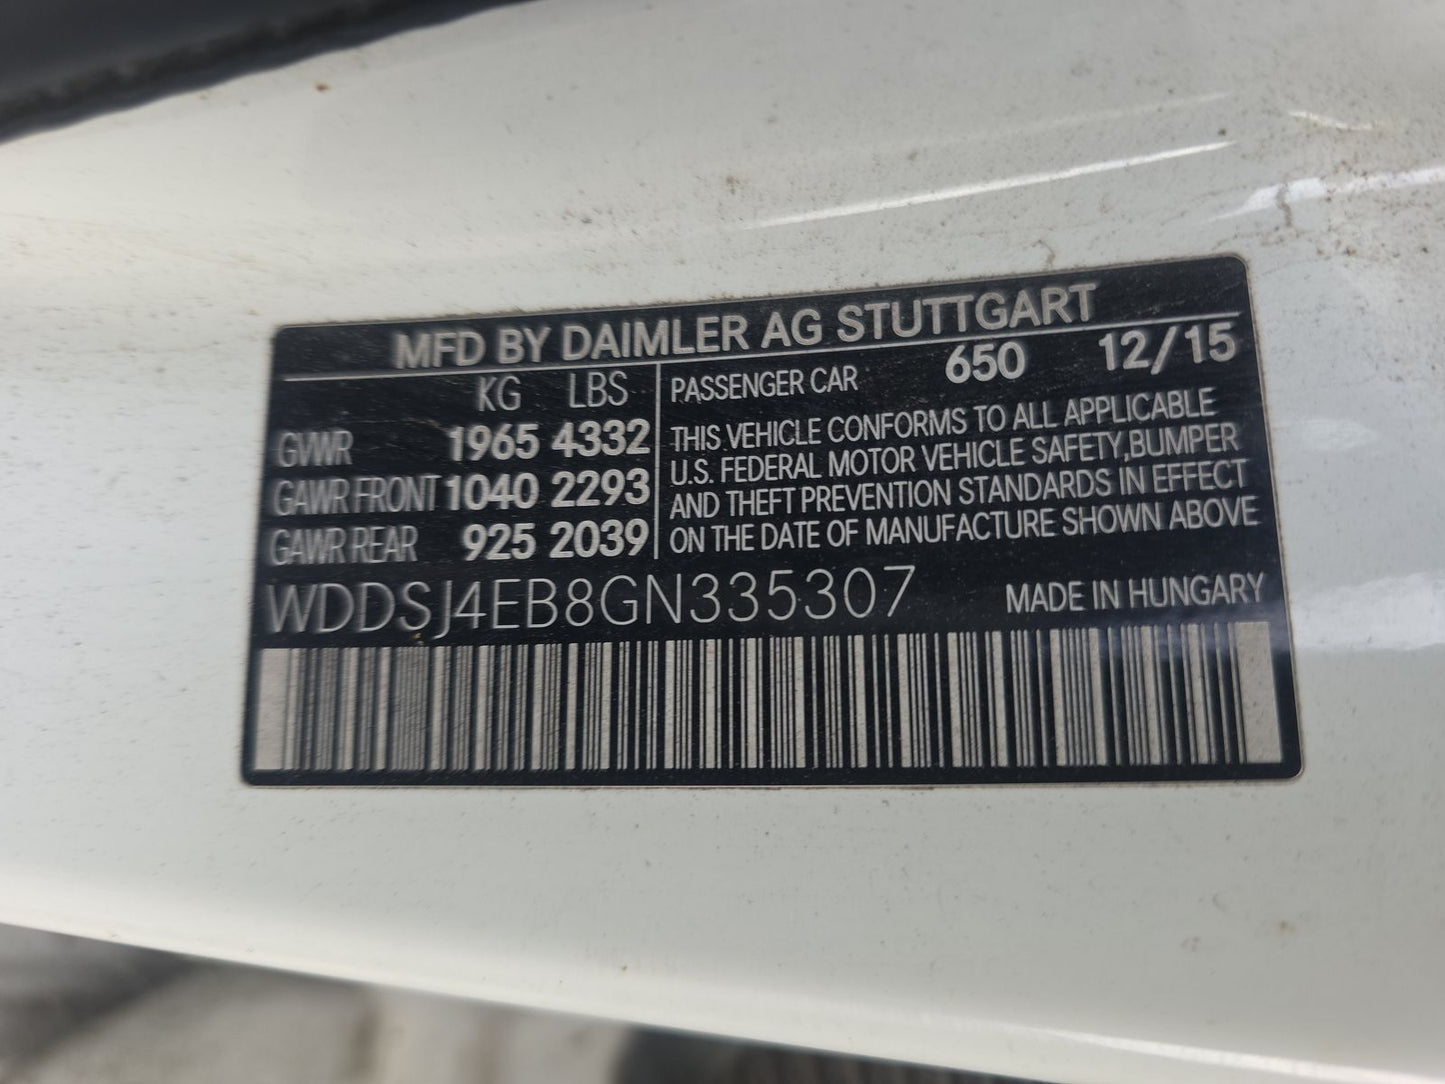 MFD BY DAIMLER AG STUTTGART
KG LBS
GVWR 1965 4332
GAWR FRONT 1040 2293
GAWR REAR 925 2039
PASSENGER CAR 650 12/15
THIS VEHICLE CONFORMS TO ALL APPLICABLE
U.S. FEDERAL MOTOR VEHICLE SAFETY, BUMPER
AND THEFT PREVENTION STANDARDS IN EFFECT
ON THE DATE OF MANUFACTURE SHOWN ABOVE
WDDSJ4EB8GN335307 MADE IN HUNGARY